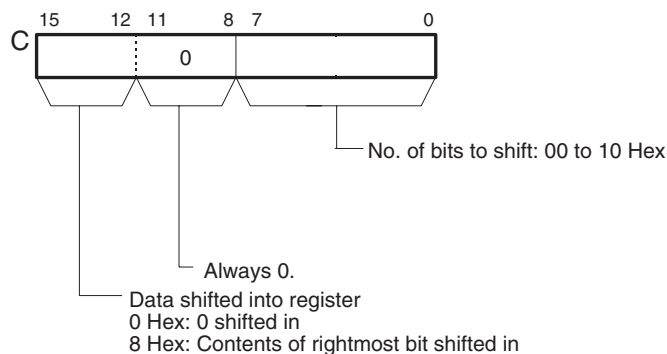 15 12 11 8 7 0
C
0
No. of bits to shift: 00 to 10 Hex
Always 0.
Data shifted into register
0 Hex: 0 shifted in
8 Hex: Contents of rightmost bit shifted in